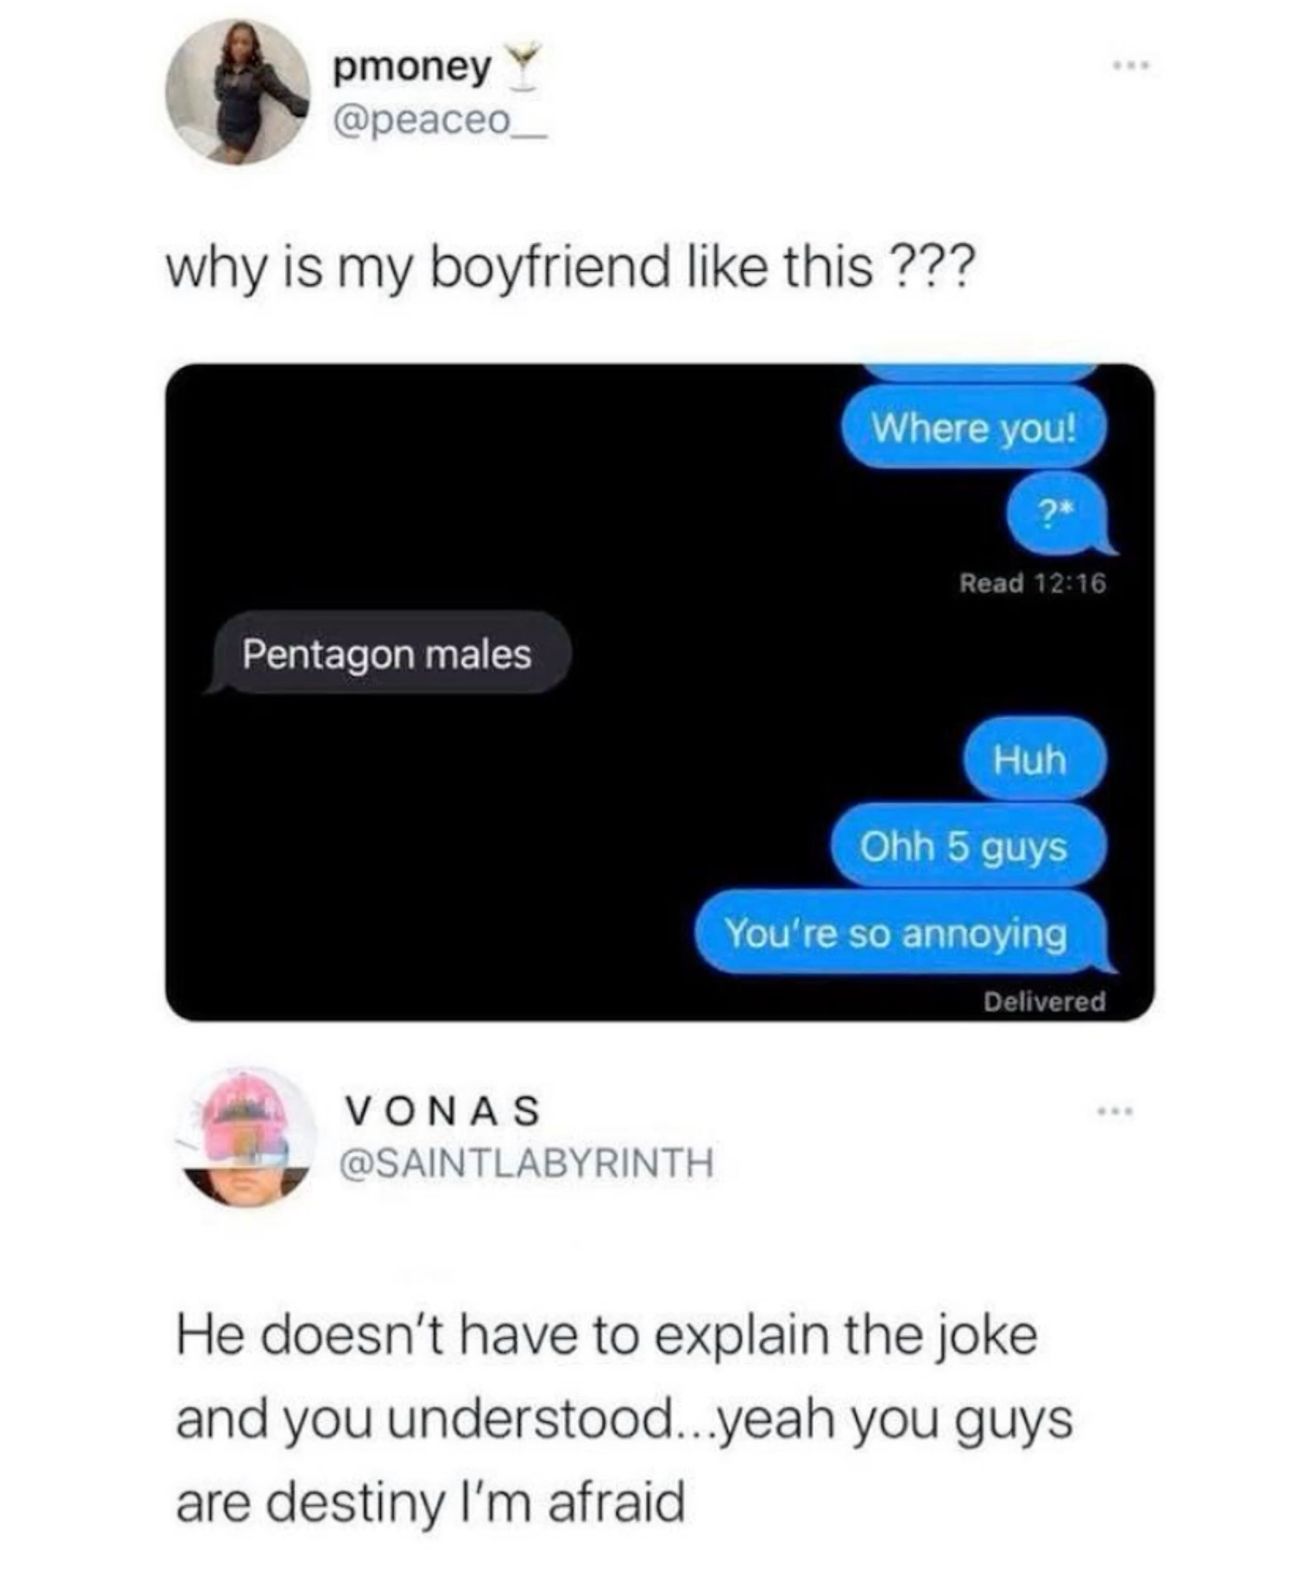 pmoney 🍸
@peaceo__
why is my boyfriend like this ???
Where you!
?*
Read 12:16
Pentagon males
Huh
Ohh 5 guys
You're so annoying
Delivered
V O N A S
@SAINTLABYRINTH
He doesn't have to explain the joke
and you understood...yeah you guys
are destiny I'm afraid